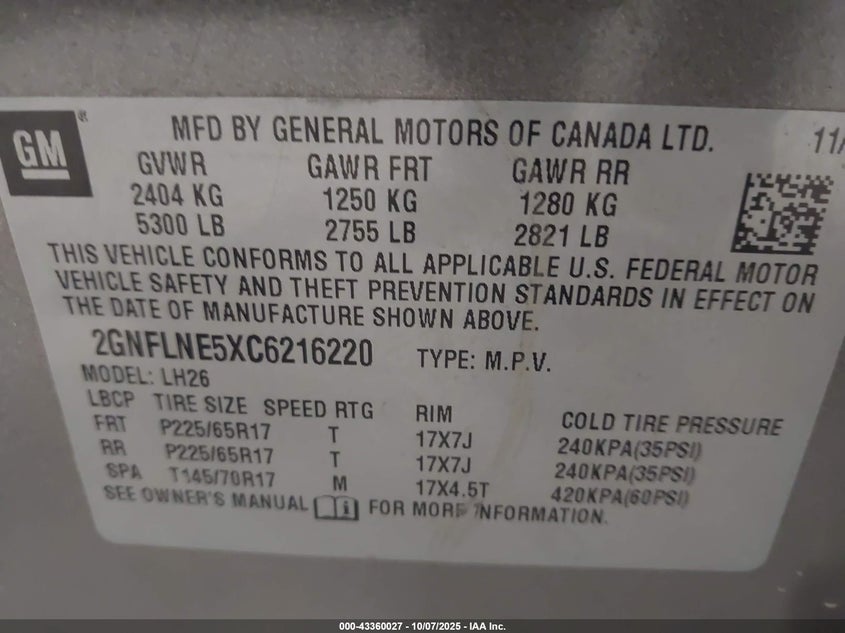 GM
MFD BY GENERAL MOTORS OF CANADA LTD. 11/
GVWR GAWR FRT GAWR RR
2404 KG 1250 KG 1280 KG
5300 LB 2755 LB 2821 LB
THIS VEHICLE CONFORMS TO ALL APPLICABLE U.S. FEDERAL MOTOR
VEHICLE SAFETY AND THEFT PREVENTION STANDARDS IN EFFECT ON
THE DATE OF MANUFACTURE SHOWN ABOVE.
2GNFLNE5XC6216220 TYPE: M.P.V.
MODEL: LH26
LBCP TIRE SIZE SPEED RTG RIM COLD TIRE PRESSURE
FRT P225/65R17 T 17X7J 240KPA(35PSI)
RR P225/65R17 T 17X7J 240KPA(35PSI)
SPA T145/70R17 M 17X4.5T 420KPA(60PSI)
SEE OWNER'S MANUAL FOR MORE INFORMATION.
000-43360027 - 10/07/2025 - IAA Inc.